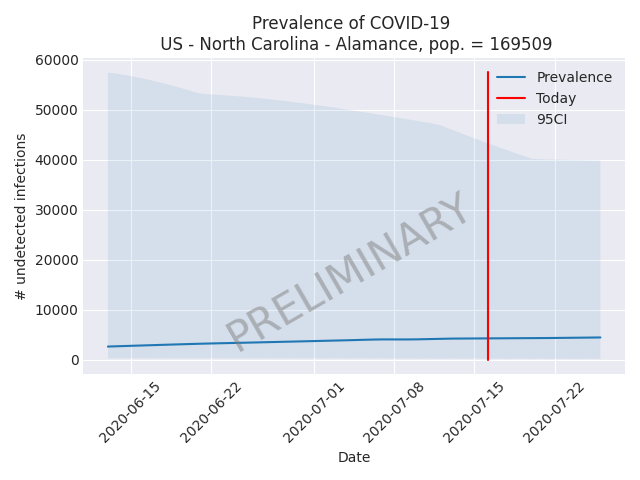 Prevalence of COVID-19
US - North Carolina - Alamance, pop. = 169509
60000
50000
40000
30000
20000
10000
0
# undetected infections
Prevalence
Today
95CI
PRELIMINARY
2020-06-15
2020-06-22
2020-07-01
2020-07-08
2020-07-15
2020-07-22
Date